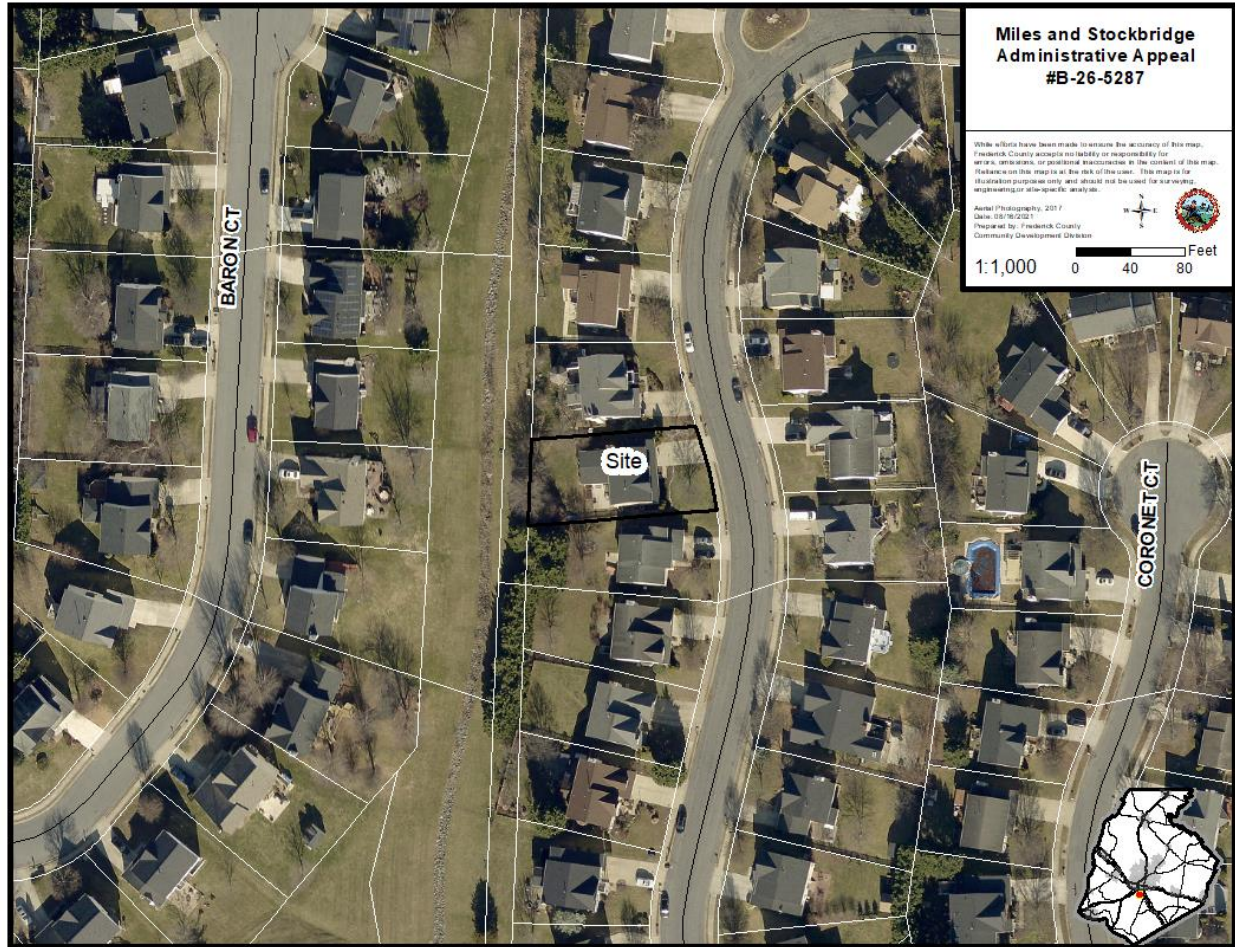 Miles and Stockbridge
Administrative Appeal
#B-26-5287
While efforts have been made to ensure the accuracy of this map,
Frederick County accepts no liability or responsibility for
errors, omissions, or positional inaccuracies in the content of this map.
Reliance on this map is at the risk of the user. This map is for
illustration purposes only and should not be used for surveying,
engineering, or site-specific analysis.
Aerial Photography, 2017
Date: 08/16/2021
Prepared by: Frederick County
Community Development Division
N
W E
S
Feet
1:1,000 0 40 80
BARON CT
Site
CORONET CT